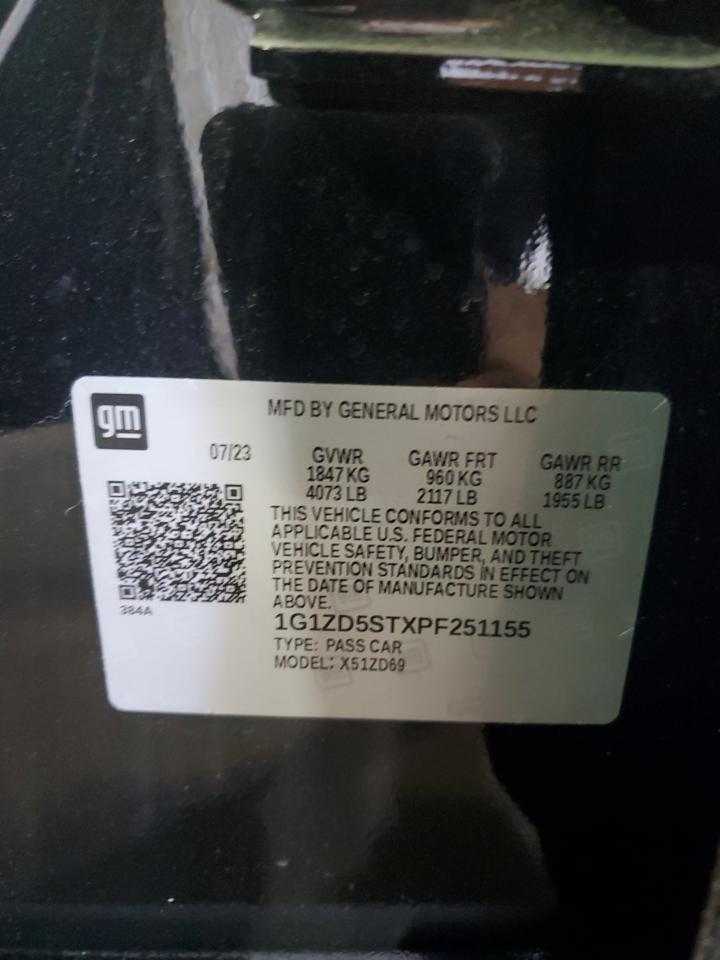 gm
MFD BY GENERAL MOTORS LLC
07/23
GVWR GAWR FRT GAWR RR
1847 KG 960 KG 887 KG
4073 LB 2117 LB 1955 LB
THIS VEHICLE CONFORMS TO ALL
APPLICABLE U.S. FEDERAL MOTOR
VEHICLE SAFETY, BUMPER, AND THEFT
PREVENTION STANDARDS IN EFFECT ON
THE DATE OF MANUFACTURE SHOWN
ABOVE.
384A
1G1ZD5STXPF251155
TYPE: PASS CAR
MODEL: X51ZD69